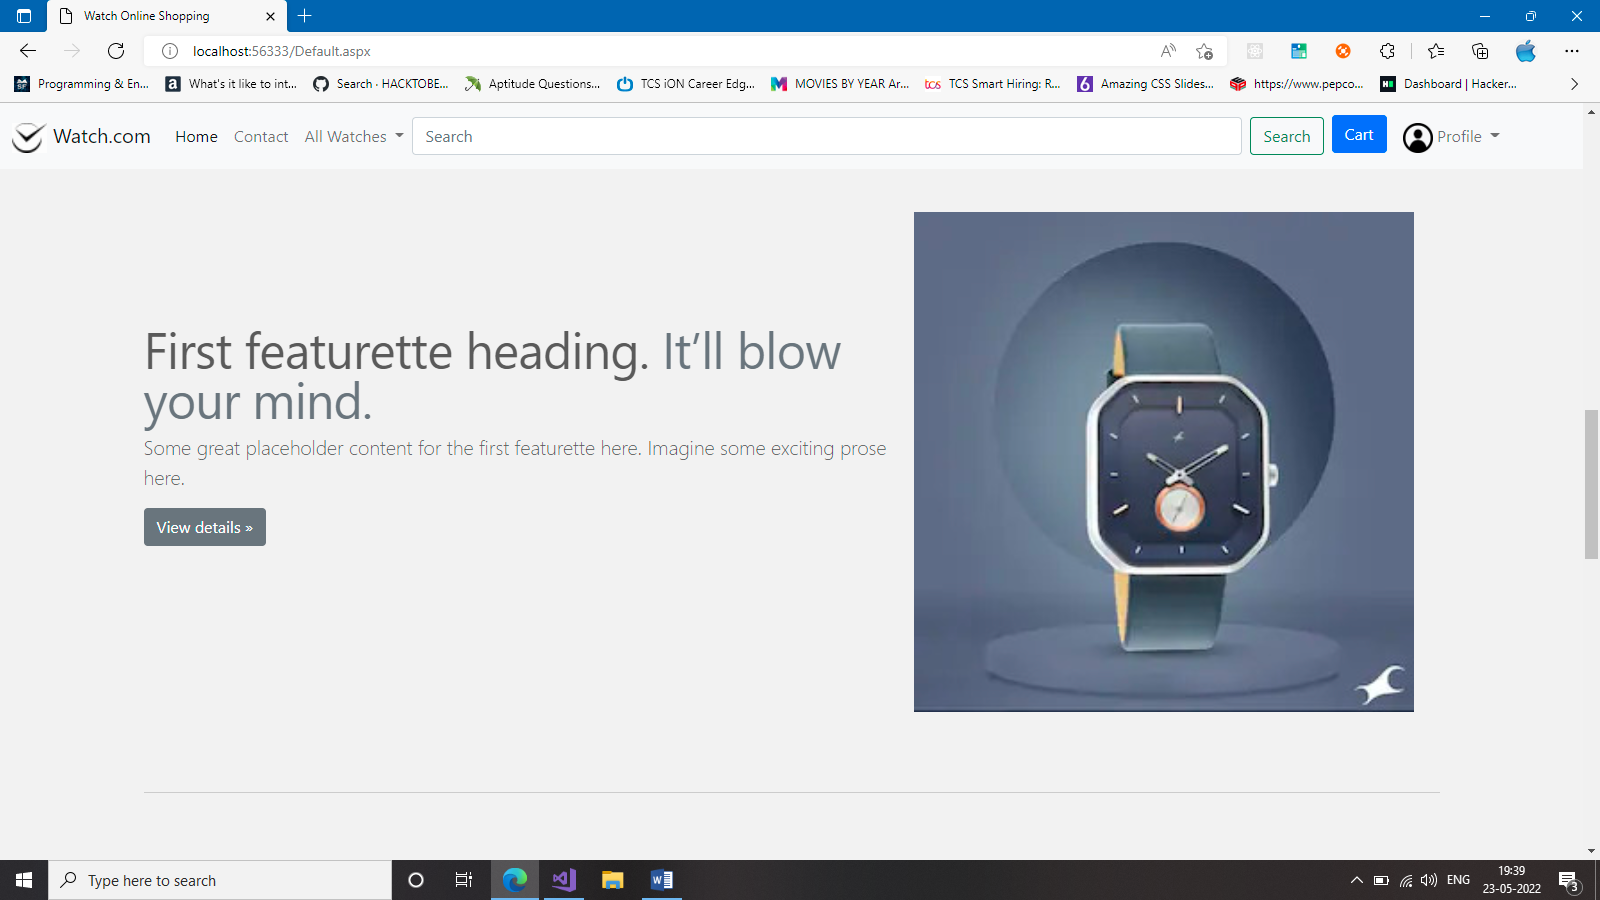 Watch Online Shopping
localhost:56333/Default.aspx
Programming & En... What's it like to int... Search · HACKTOBE... Aptitude Questions... TCS iON Career Edg... MOVIES BY YEAR Ar... TCS Smart Hiring: R... Amazing CSS Slides... https://www.pepco... Dashboard | Hacker...
Watch.com Home Contact All Watches Search Search Cart Profile
First featurette heading. It’ll blow
your mind.
Some great placeholder content for the first featurette here. Imagine some exciting prose
here.
View details »
Type here to search
ENG
19:39
23-05-2022
3